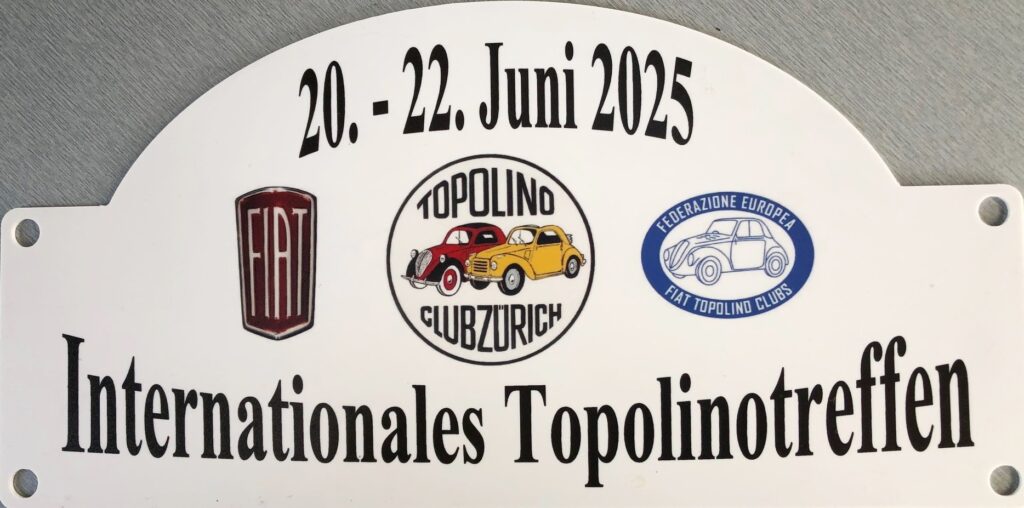 20. - 22. Juni 2025
FIAT
TOPOLINO
CLUBZÜRICH
FEDERAZIONE EUROPEA
FIAT TOPOLINO CLUBS
Internationales Topolinotreffen